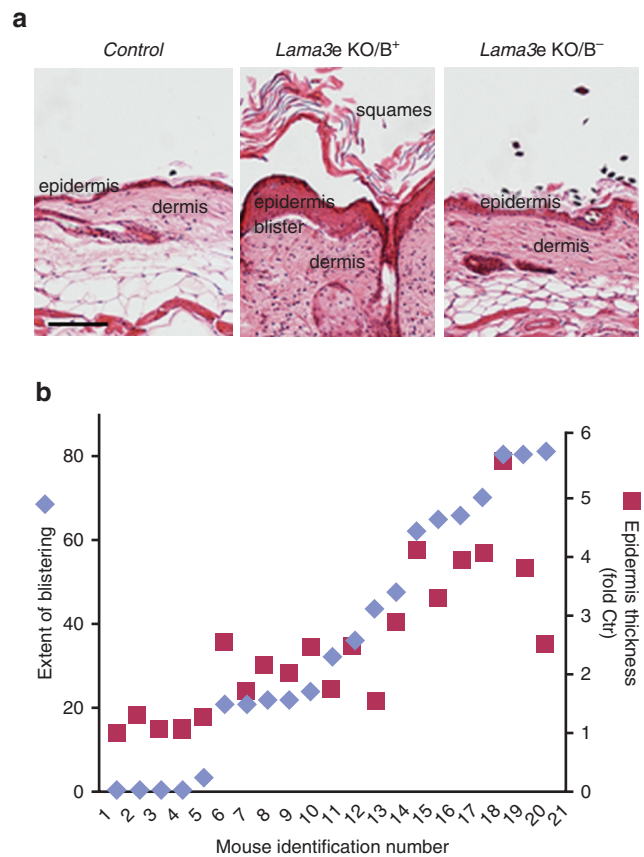 a
Control
Lama3e KO/B+
Lama3e KO/B−
epidermis
dermis
squames
epidermis
blister
dermis
epidermis
dermis
b
Extent of blistering
80
60
40
20
0
6
5
4
3
2
1
0
Epidermis thickness
(fold Ctr)
1 2 3 4 5 6 7 8 9 10 11 12 13 14 15 16 17 18 19 20 21
Mouse identification number